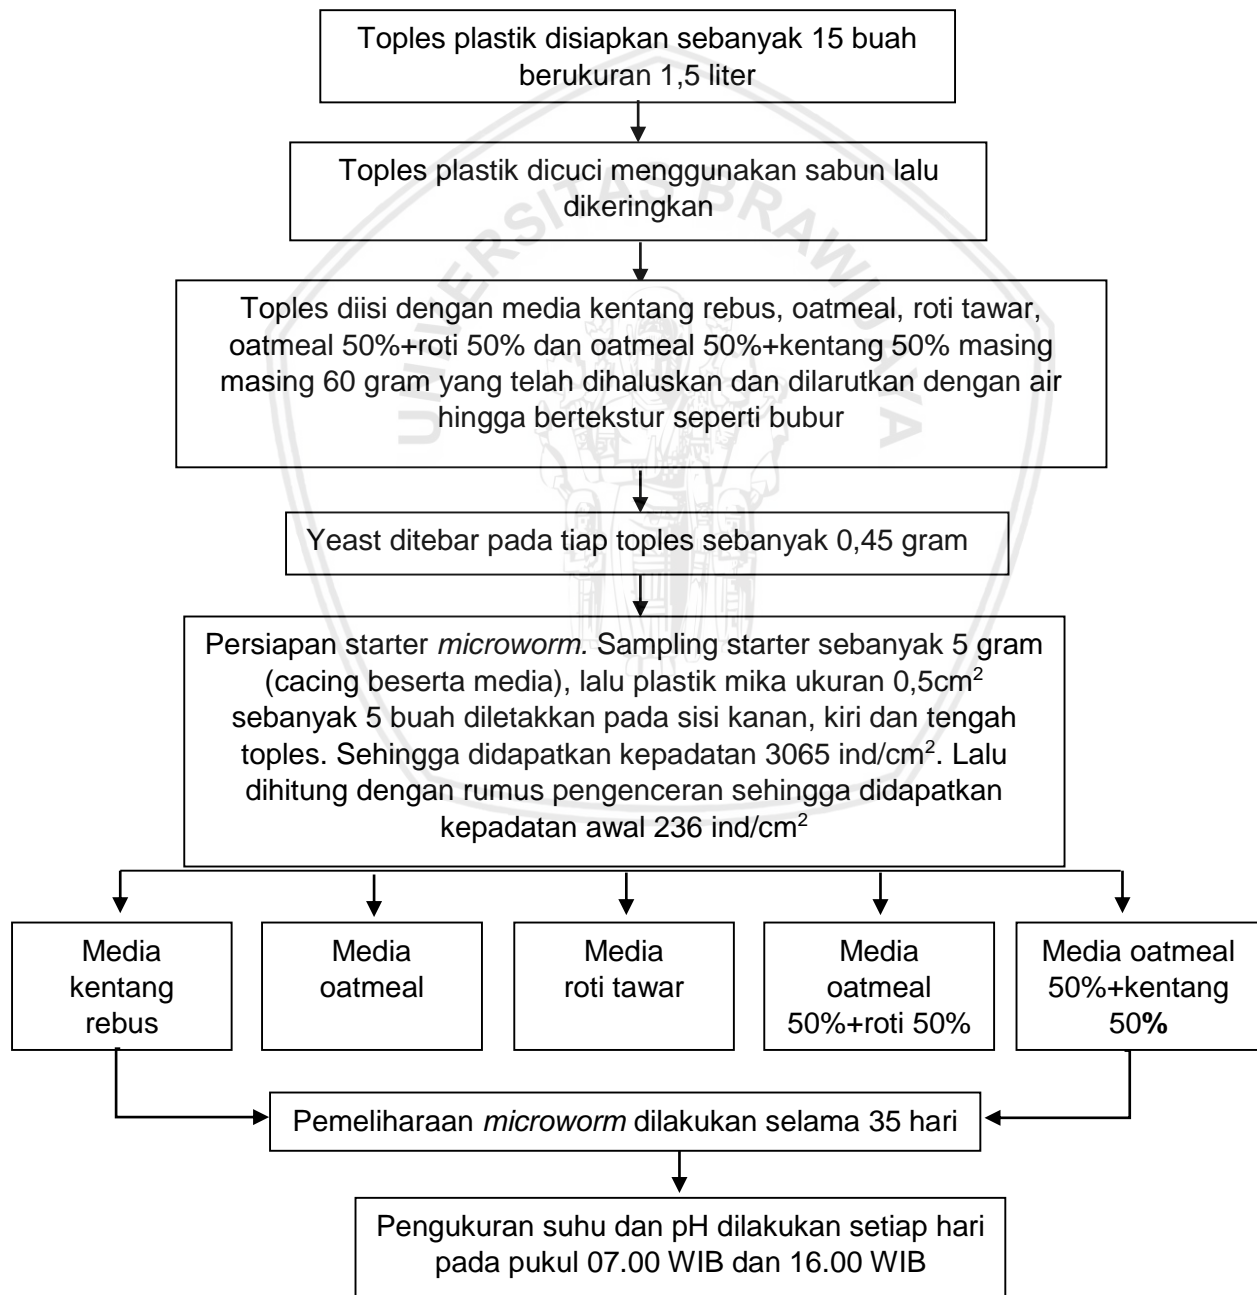 Toples plastik disiapkan sebanyak 15 buah
berukuran 1,5 liter
Toples plastik dicuci menggunakan sabun lalu
dikeringkan
UNIVERSITAS BRAWIJAYA
Toples diisi dengan media kentang rebus, oatmeal, roti tawar,
oatmeal 50%+roti 50% dan oatmeal 50%+kentang 50% masing
masing 60 gram yang telah dihaluskan dan dilarutkan dengan air
hingga bertekstur seperti bubur
Yeast ditebar pada tiap toples sebanyak 0,45 gram
Persiapan starter microworm. Sampling starter sebanyak 5 gram
(cacing beserta media), lalu plastik mika ukuran 0,5cm²
sebanyak 5 buah diletakkan pada sisi kanan, kiri dan tengah
toples. Sehingga didapatkan kepadatan 3065 ind/cm². Lalu
dihitung dengan rumus pengenceran sehingga didapatkan
kepadatan awal 236 ind/cm²
Media
kentang
rebus
Media
oatmeal
Media
roti tawar
Media
oatmeal
50%+roti 50%
Media oatmeal
50%+kentang
50%
Pemeliharaan microworm dilakukan selama 35 hari
Pengukuran suhu dan pH dilakukan setiap hari
pada pukul 07.00 WIB dan 16.00 WIB